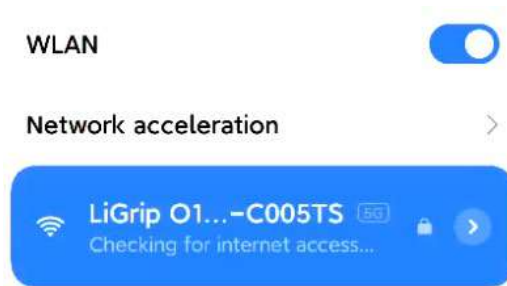 WLAN
Network acceleration
LiGrip O1...-C005TS 5G
Checking for internet access...